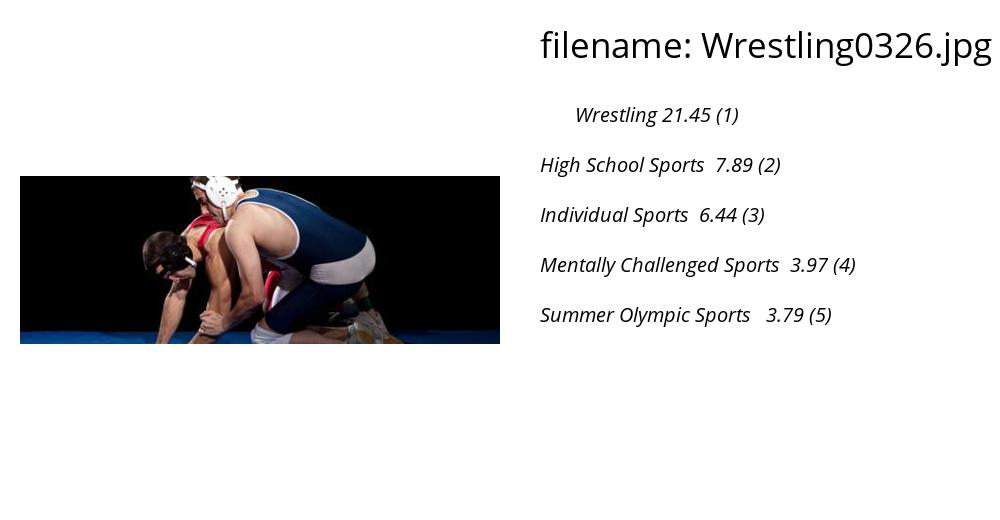 filename: Wrestling0326.jpg
Wrestling 21.45 (1)
High School Sports 7.89 (2)
Individual Sports 6.44 (3)
Mentally Challenged Sports 3.97 (4)
Summer Olympic Sports 3.79 (5)